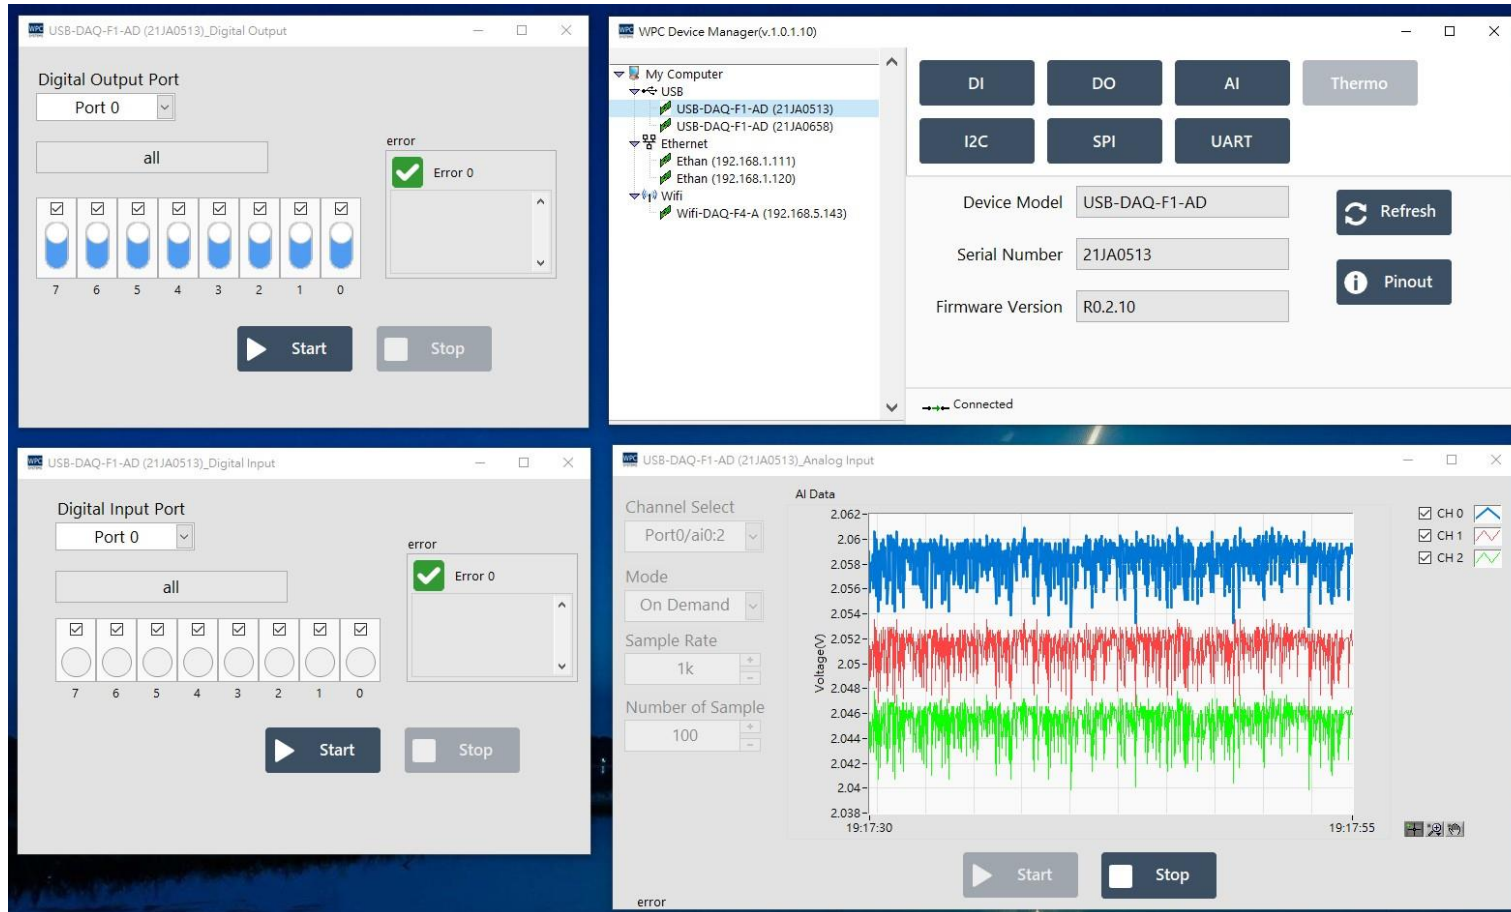 WPC USB-DAQ-F1-AD (21JA0513)_Digital Output
Digital Output Port
Port 0
all
error
Error 0
7 6 5 4 3 2 1 0
Start
Stop
WPC WPC Device Manager(v.1.0.1.10)
My Computer
USB
USB-DAQ-F1-AD (21JA0513)
USB-DAQ-F1-AD (21JA0658)
Ethernet
Ethan (192.168.1.111)
Ethan (192.168.1.120)
Wifi
Wifi-DAQ-F4-A (192.168.5.143)
DI DO AI Thermo
I2C SPI UART
Device Model USB-DAQ-F1-AD
Serial Number 21JA0513
Firmware Version R0.2.10
Refresh
Pinout
Connected
WPC USB-DAQ-F1-AD (21JA0513)_Digital Input
Digital Input Port
Port 0
all
error
Error 0
7 6 5 4 3 2 1 0
Start
Stop
WPC USB-DAQ-F1-AD (21JA0513)_Analog Input
Channel Select
Port0/ai0:2
Mode
On Demand
Sample Rate
1k
Number of Sample
100
AI Data
Voltage(V)
2.062
2.06
2.058
2.056
2.054
2.052
2.05
2.048
2.046
2.044
2.042
2.04
2.038
19:17:30 19:17:55
CH 0
CH 1
CH 2
Start
Stop
error